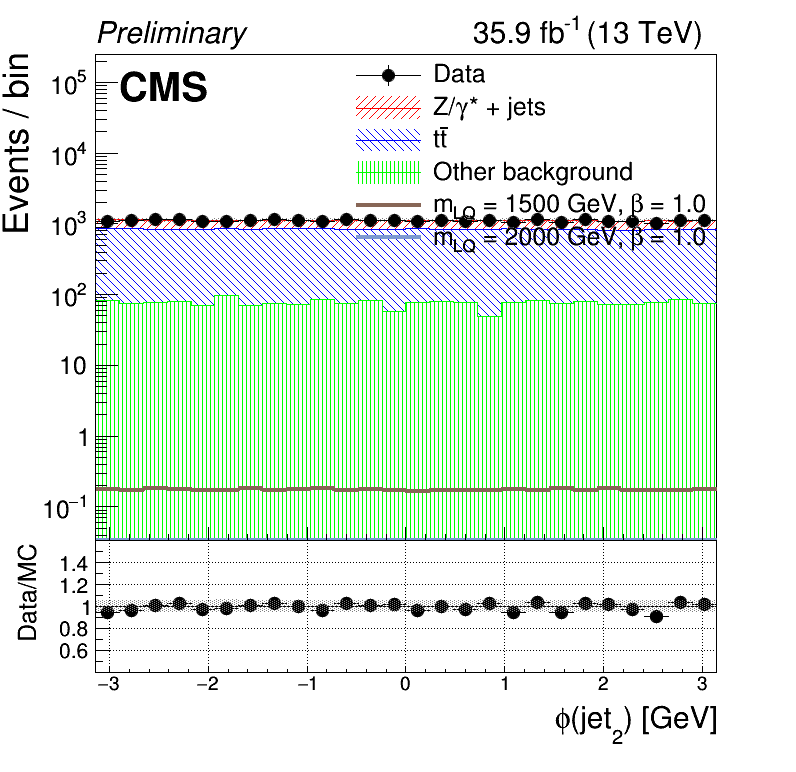 Preliminary 35.9 fb⁻¹ (13 TeV)
Events / bin
CMS
Data
Z/γ* + jets
tt̄
Other background
m_LQ = 1500 GeV, β = 1.0
m_LQ = 2000 GeV, β = 1.0
10⁵
10⁴
10³
10²
10
1
10⁻¹
Data/MC
1.4
1.2
1
0.8
0.6
−3 −2 −1 0 1 2 3
ϕ(jet₂) [GeV]